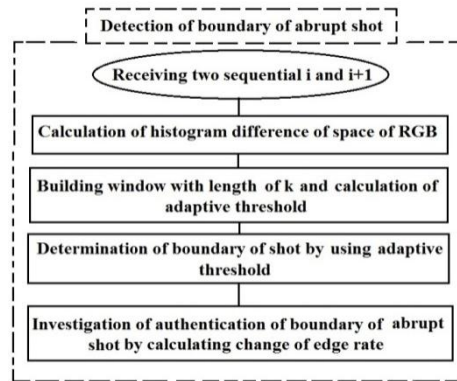 Detection of boundary of abrupt shot
Receiving two sequential i and i+1
Calculation of histogram difference of space of RGB
Building window with length of k and calculation of
adaptive threshold
Determination of boundary of shot by using adaptive
threshold
Investigation of authentication of boundary of abrupt
shot by calculating change of edge rate